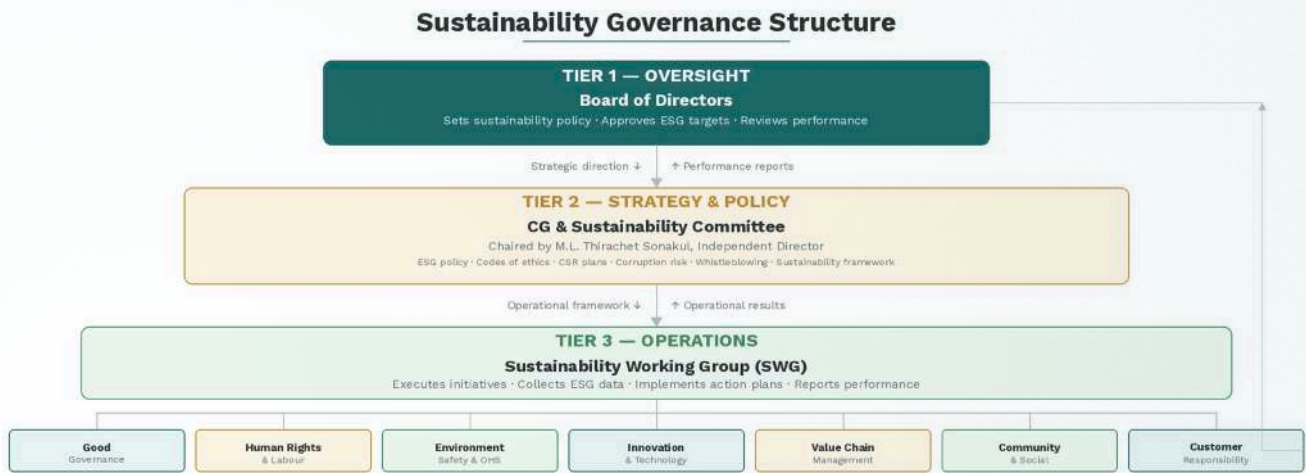 Sustainability Governance Structure
TIER 1 — OVERSIGHT
Board of Directors
Sets sustainability policy · Approves ESG targets · Reviews performance
Strategic direction ↓ ↑ Performance reports
TIER 2 — STRATEGY & POLICY
CG & Sustainability Committee
Chaired by M.L. Thirachet Sonakul, Independent Director
ESG policy · Codes of ethics · CSR plans · Corruption risk · Whistleblowing · Sustainability framework
Operational framework ↓ ↑ Operational results
TIER 3 — OPERATIONS
Sustainability Working Group (SWG)
Executes initiatives · Collects ESG data · Implements action plans · Reports performance
Good
Governance
Human Rights
& Labour
Environment
Safety & OHS
Innovation
& Technology
Value Chain
Management
Community
& Social
Customer
Responsibility